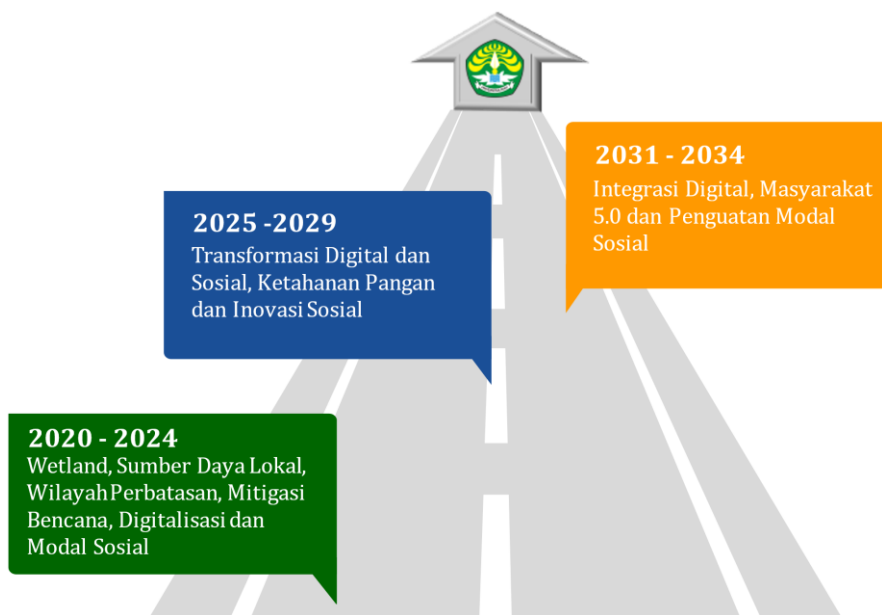 2031 - 2034
Integrasi Digital, Masyarakat
5.0 dan Penguatan Modal
Sosial
2025 -2029
Transformasi Digital dan
Sosial, Ketahanan Pangan
dan Inovasi Sosial
2020 - 2024
Wetland, Sumber Daya Lokal,
Wilayah Perbatasan, Mitigasi
Bencana, Digitalisasi dan
Modal Sosial